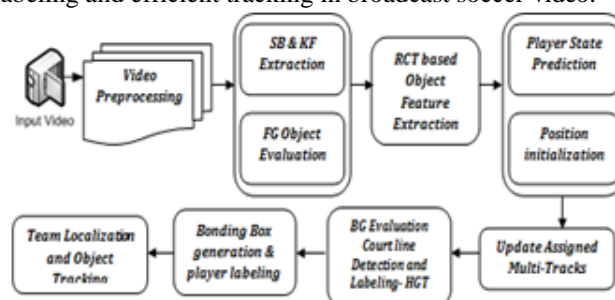 labeling and efficient tracking in broadcast soccer video.
Input Video
Video
Preprocessing
SB & KF
Extraction
FG Object
Evaluation
RCT based
Object
Feature
Extraction
Player State
Prediction
Position
initialization
Update Assigned
Multi-Tracks
BG Evaluation
Court line
Detection and
Labeling- HGT
Bonding Box
generation &
player labeling
Team Localization
and Object
Tracking